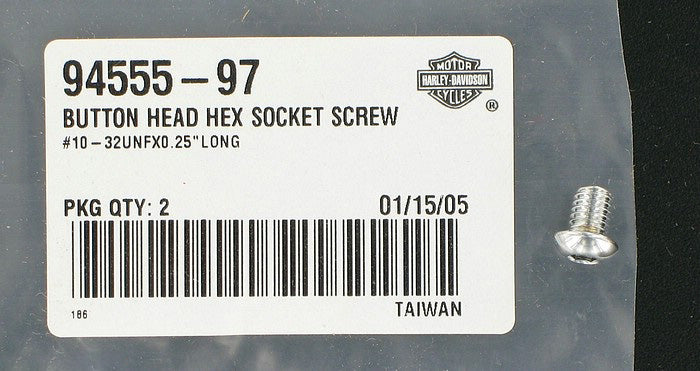 94555-97
MOTOR
HARLEY-DAVIDSON
CYCLES
®
BUTTON HEAD HEX SOCKET SCREW
#10-32UNFX0.25"LONG
PKG QTY: 2
01/15/05
186
TAIWAN